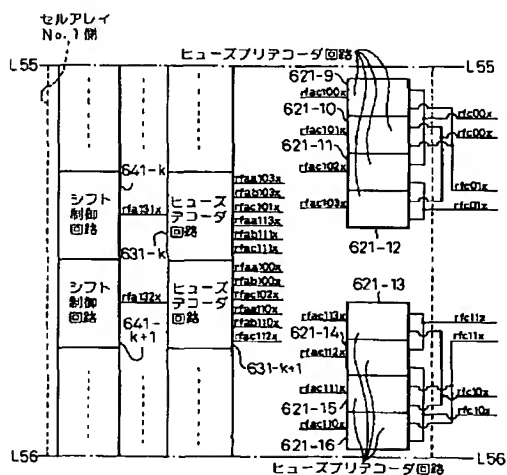 セルアレイ
No.1側
L55
ヒューズプリデコーダ回路
L55
621-9
rfac100x
621-10
rfac101x
621-11
rfac102x
rfac103x
621-12
rfc00x
rfc00x
rfc01x
rfc01x
641-k
シフト
制御
回路
rfa131x
631-k
ヒューズ
デコーダ
回路
rfaa103x
rfab103x
rfac101x
rfaa113x
rfab111x
rfac111x
シフト
制御
回路
rfa132x
641-
k+1
ヒューズ
デコーダ
回路
rfaa100x
rfab100x
rfac102x
rfaa110x
rfab110x
rfac112x
631-k+1
621-13
rfac113x
621-14
rfac112x
rfac111x
621-15
rfac110x
621-16
rfc11x
rfc10x
rfc10x
L56
L56
ヒューズプリデコーダ回路